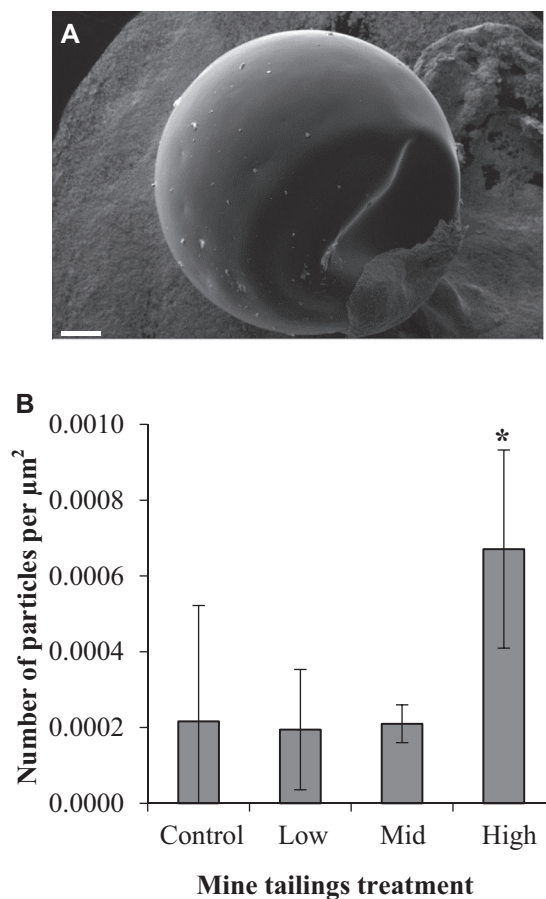 A
B
Number of particles per µm²
0.0010
0.0008
0.0006
0.0004
0.0002
0.0000
*
Control Low Mid High
Mine tailings treatment